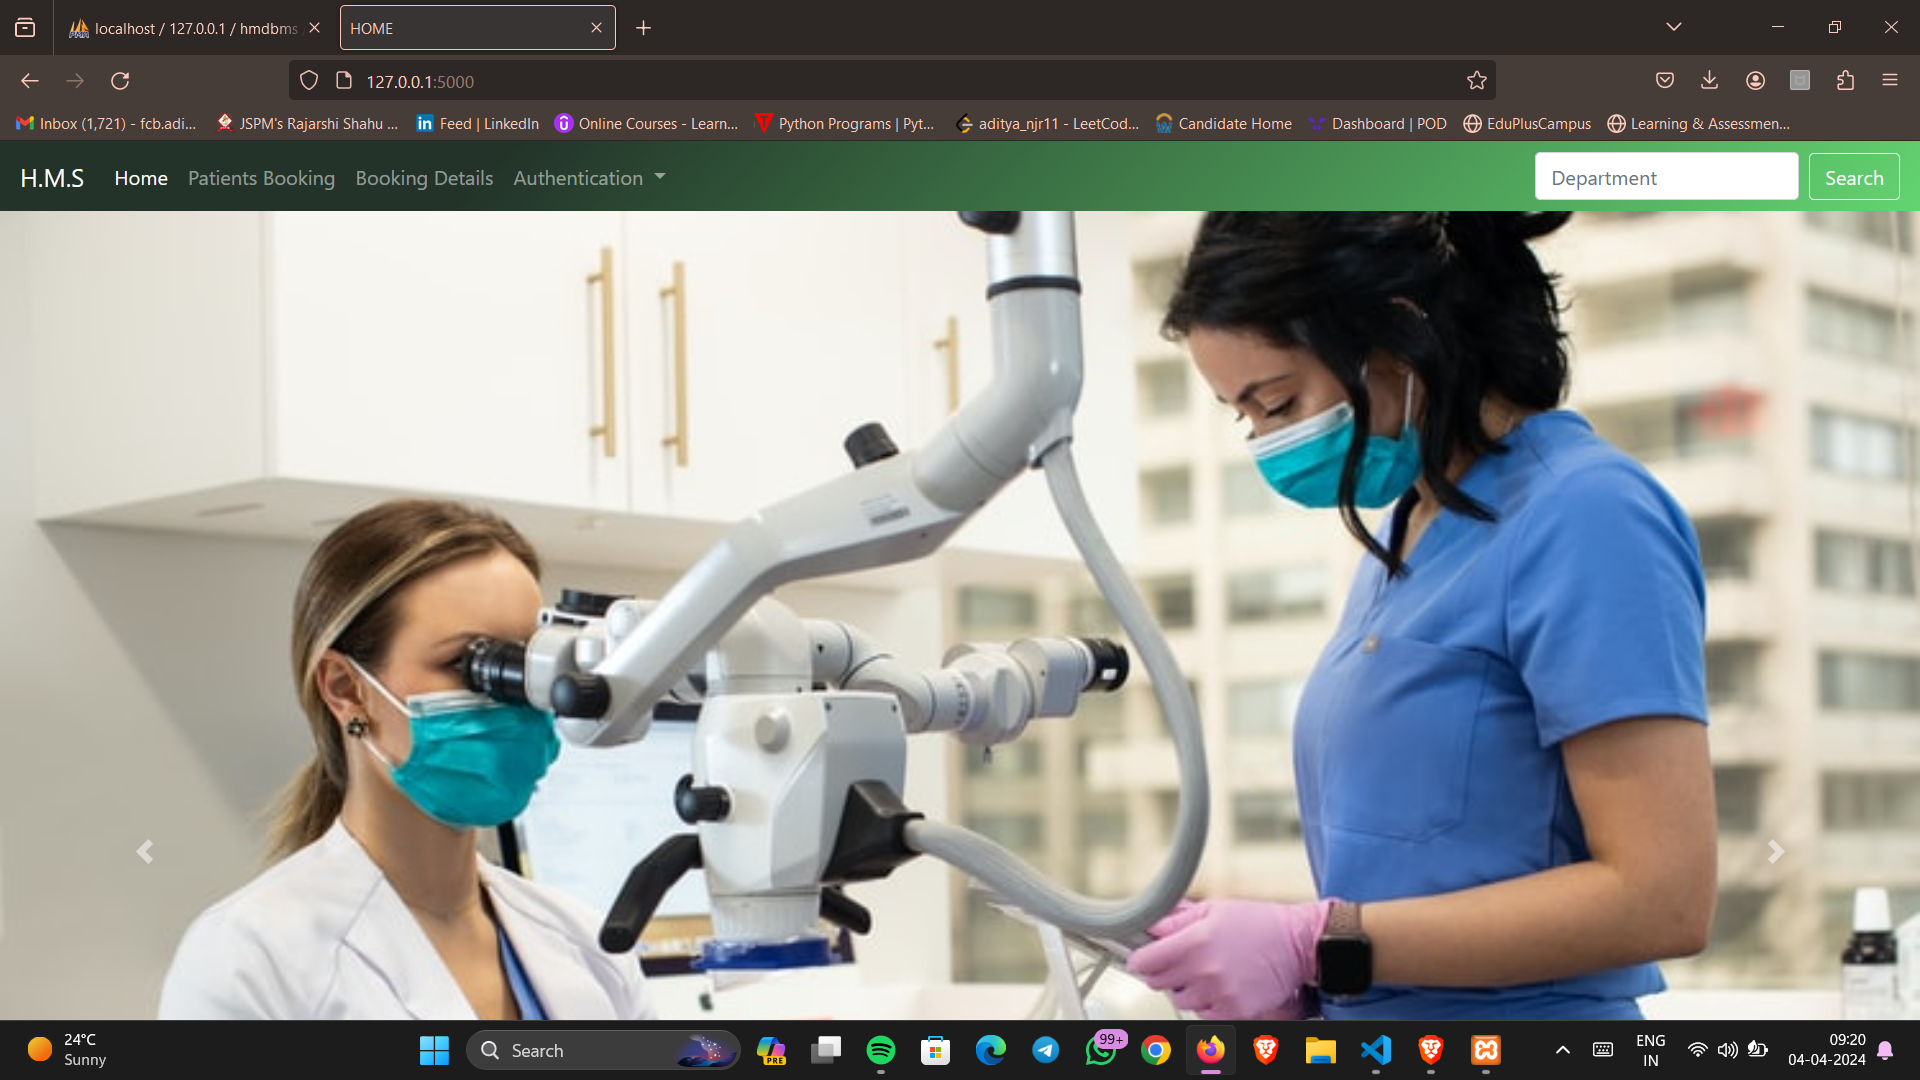 localhost / 127.0.0.1 / hmdbms
HOME
127.0.0.1:5000
Inbox (1,721) - fcb.adi...
JSPM's Rajarshi Shahu ...
Feed | LinkedIn
Online Courses - Learn...
Python Programs | Pyt...
aditya_njr11 - LeetCod...
Candidate Home
Dashboard | POD
EduPlusCampus
Learning & Assessmen...
H.M.S
Home
Patients Booking
Booking Details
Authentication
Department
Search
24°C
Sunny
Search
PRE
99+
ENG
IN
09:20
04-04-2024